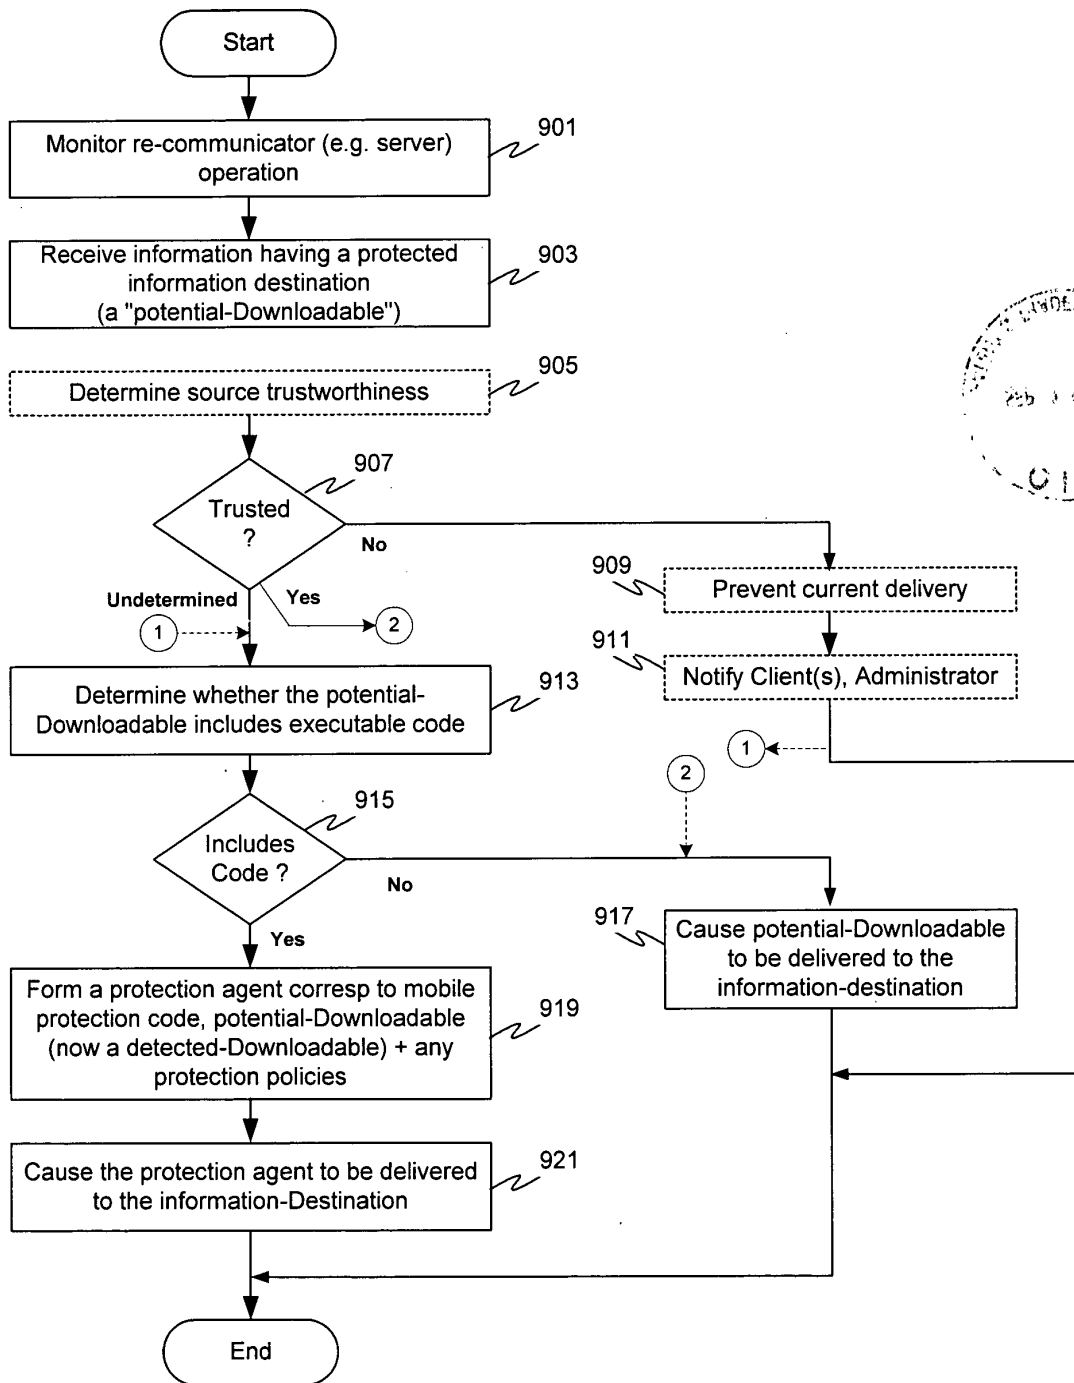 Start
Monitor re-communicator (e.g. server)
operation
901
Receive information having a protected
information destination
(a "potential-Downloadable")
903
Determine source trustworthiness
905
Trusted
?
907
No
Undetermined
Yes
1
2
909
Prevent current delivery
911
Notify Client(s), Administrator
1
2
Determine whether the potential-
Downloadable includes executable code
913
Includes
Code ?
915
No
Yes
917
Cause potential-Downloadable
to be delivered to the
information-destination
Form a protection agent corresp to mobile
protection code, potential-Downloadable
(now a detected-Downloadable) + any
protection policies
919
Cause the protection agent to be delivered
to the information-Destination
921
End